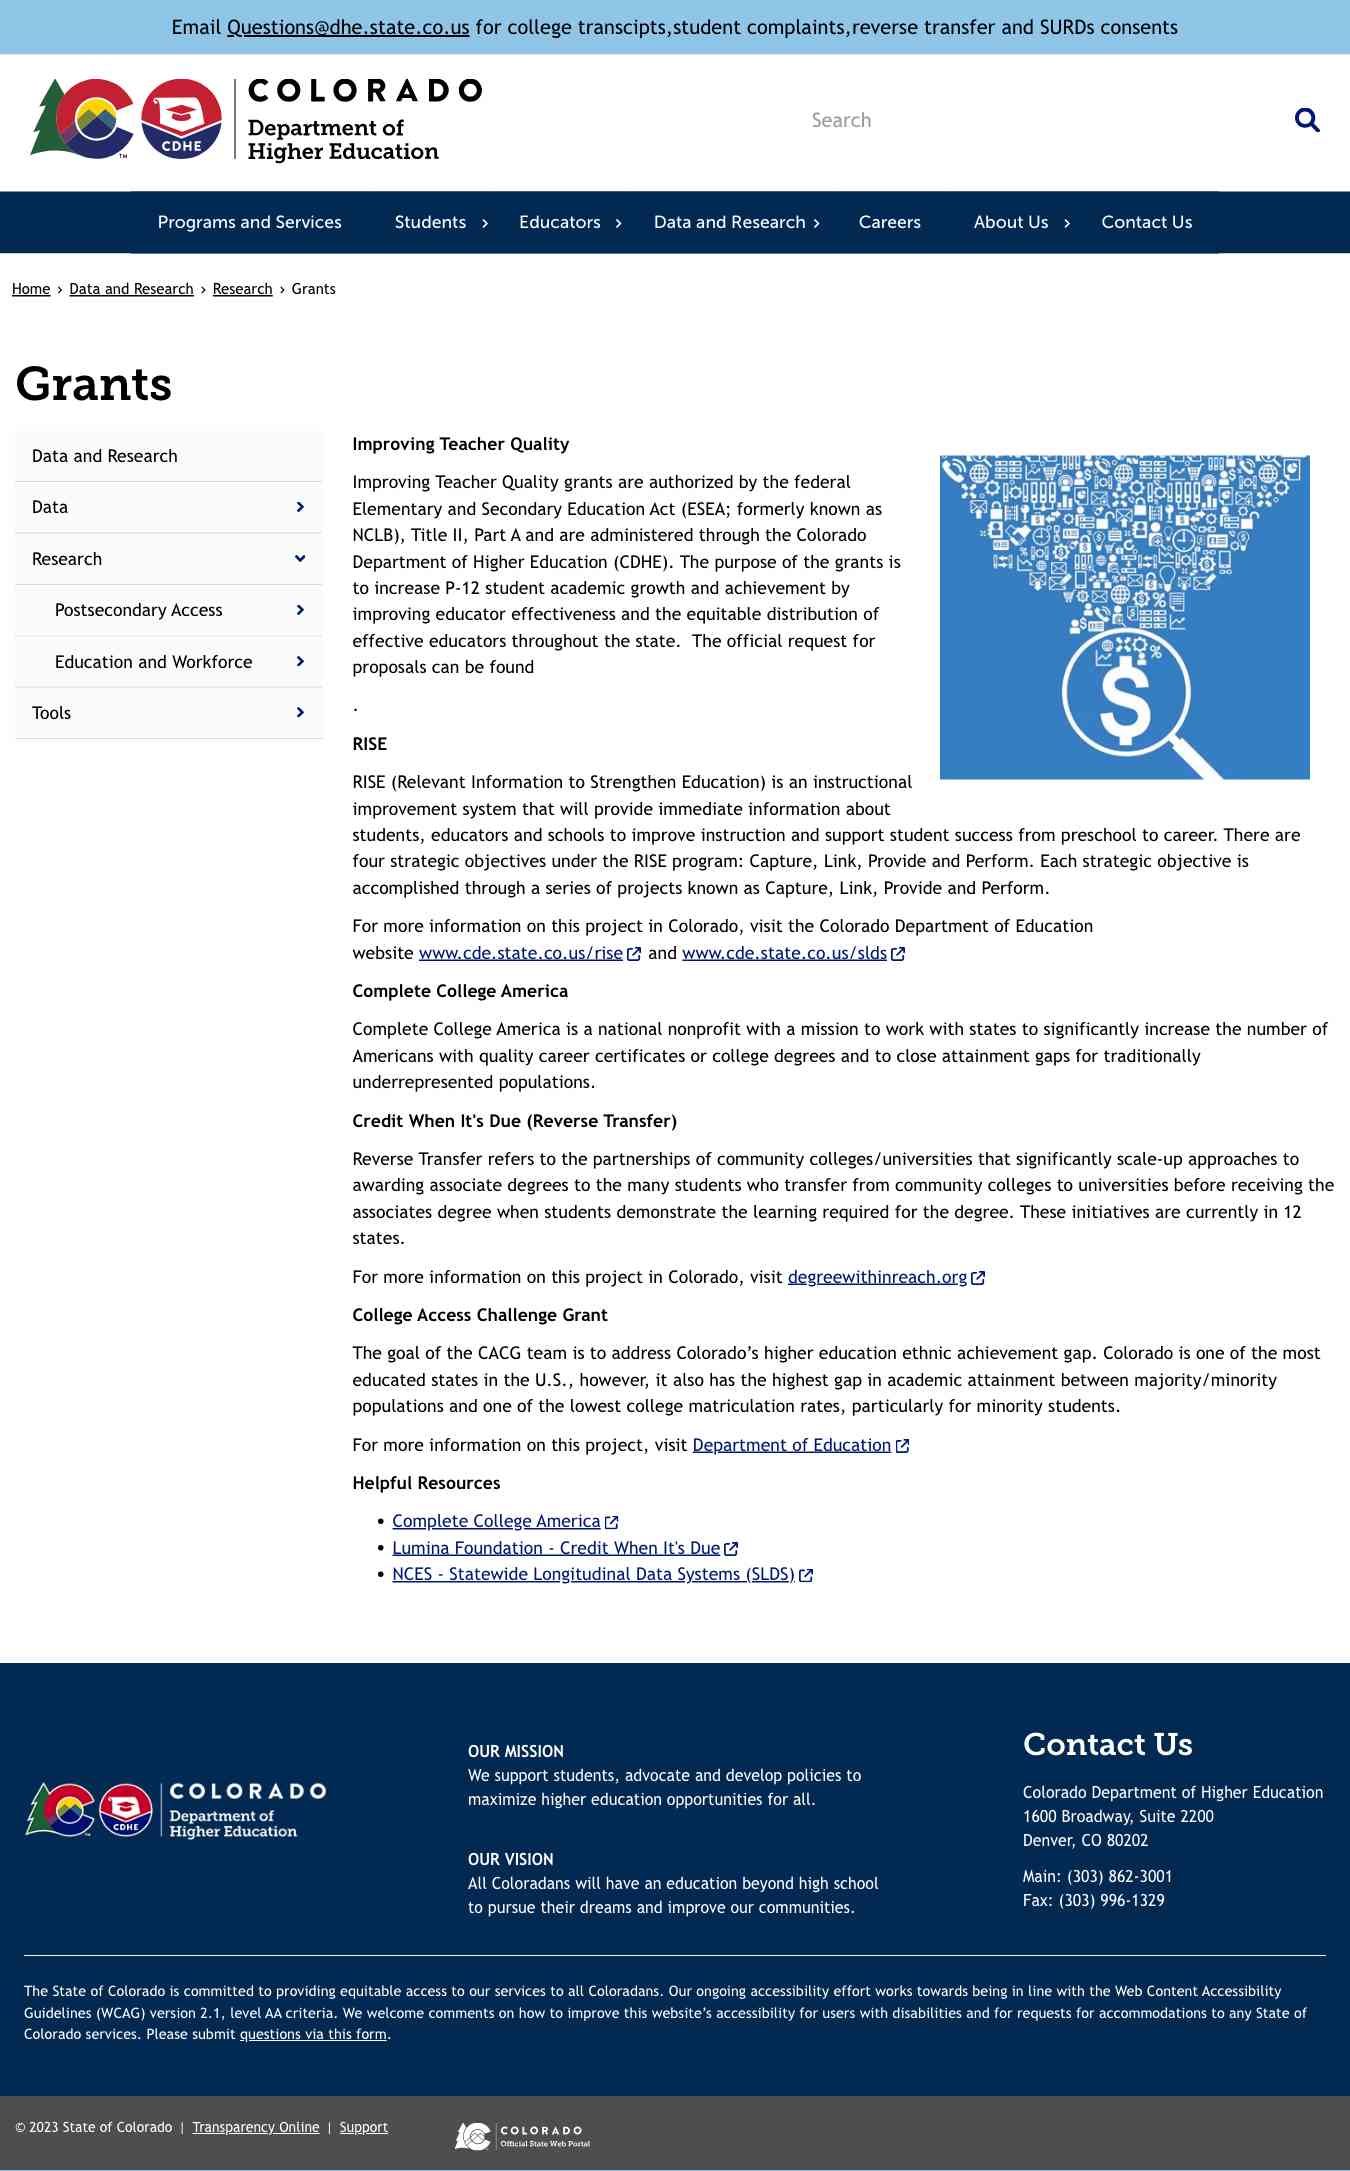 Email Questions@dhe.state.co.us for college transcipts,student complaints,reverse transfer and SURDs consents
CDHE
TM
COLORADO
Department of
Higher Education
Search
Programs and Services Students Educators Data and Research Careers About Us Contact Us
Home › Data and Research › Research › Grants
Grants
Data and Research
Data
Research
Postsecondary Access
Education and Workforce
Tools
Improving Teacher Quality
Improving Teacher Quality grants are authorized by the federal
Elementary and Secondary Education Act (ESEA; formerly known as
NCLB), Title II, Part A and are administered through the Colorado
Department of Higher Education (CDHE). The purpose of the grants is
to increase P-12 student academic growth and achievement by
improving educator effectiveness and the equitable distribution of
effective educators throughout the state.  The official request for
proposals can be found
.
RISE
RISE (Relevant Information to Strengthen Education) is an instructional
improvement system that will provide immediate information about
students, educators and schools to improve instruction and support student success from preschool to career. There are
four strategic objectives under the RISE program: Capture, Link, Provide and Perform. Each strategic objective is
accomplished through a series of projects known as Capture, Link, Provide and Perform.
For more information on this project in Colorado, visit the Colorado Department of Education
website www.cde.state.co.us/rise and www.cde.state.co.us/slds
Complete College America
Complete College America is a national nonprofit with a mission to work with states to significantly increase the number of
Americans with quality career certificates or college degrees and to close attainment gaps for traditionally
underrepresented populations.
Credit When It's Due (Reverse Transfer)
Reverse Transfer refers to the partnerships of community colleges/universities that significantly scale-up approaches to
awarding associate degrees to the many students who transfer from community colleges to universities before receiving the
associates degree when students demonstrate the learning required for the degree. These initiatives are currently in 12
states.
For more information on this project in Colorado, visit degreewithinreach.org
College Access Challenge Grant
The goal of the CACG team is to address Colorado’s higher education ethnic achievement gap. Colorado is one of the most
educated states in the U.S., however, it also has the highest gap in academic attainment between majority/minority
populations and one of the lowest college matriculation rates, particularly for minority students.
For more information on this project, visit Department of Education
Helpful Resources
• Complete College America
• Lumina Foundation - Credit When It's Due
• NCES - Statewide Longitudinal Data Systems (SLDS)
CDHE
TM
COLORADO
Department of
Higher Education
OUR MISSION
We support students, advocate and develop policies to
maximize higher education opportunities for all.
OUR VISION
All Coloradans will have an education beyond high school
to pursue their dreams and improve our communities.
Contact Us
Colorado Department of Higher Education
1600 Broadway, Suite 2200
Denver, CO 80202
Main: (303) 862-3001
Fax: (303) 996-1329
The State of Colorado is committed to providing equitable access to our services to all Coloradans. Our ongoing accessibility effort works towards being in line with the Web Content Accessibility
Guidelines (WCAG) version 2.1, level AA criteria. We welcome comments on how to improve this website’s accessibility for users with disabilities and for requests for accommodations to any State of
Colorado services. Please submit questions via this form.
© 2023 State of Colorado | Transparency Online | Support
COLORADO
Official State Web Portal